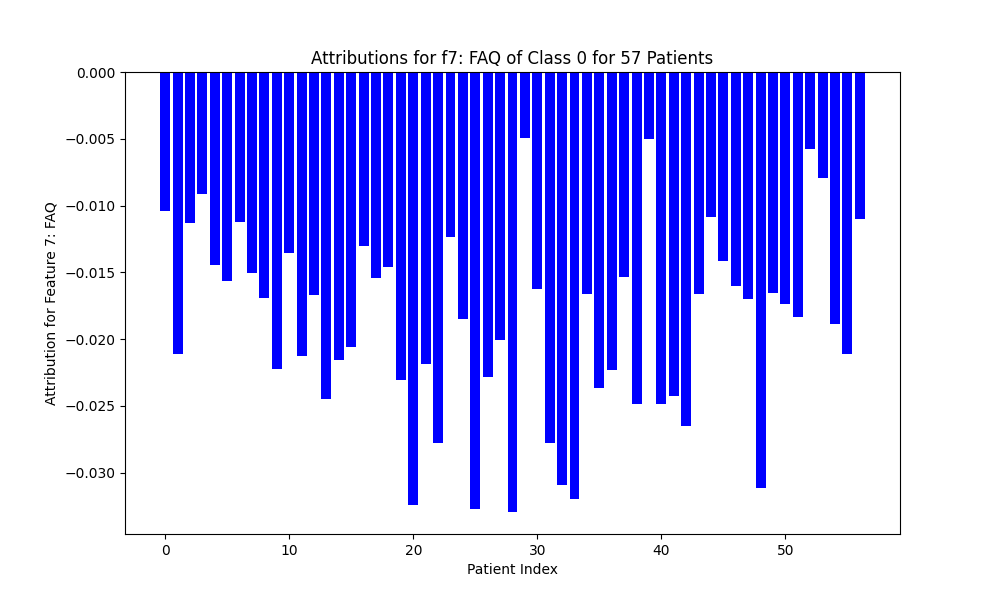 Attributions for f7: FAQ of Class 0 for 57 Patients
0.000
−0.005
−0.010
−0.015
−0.020
−0.025
−0.030
Attribution for Feature 7: FAQ
0 10 20 30 40 50
Patient Index